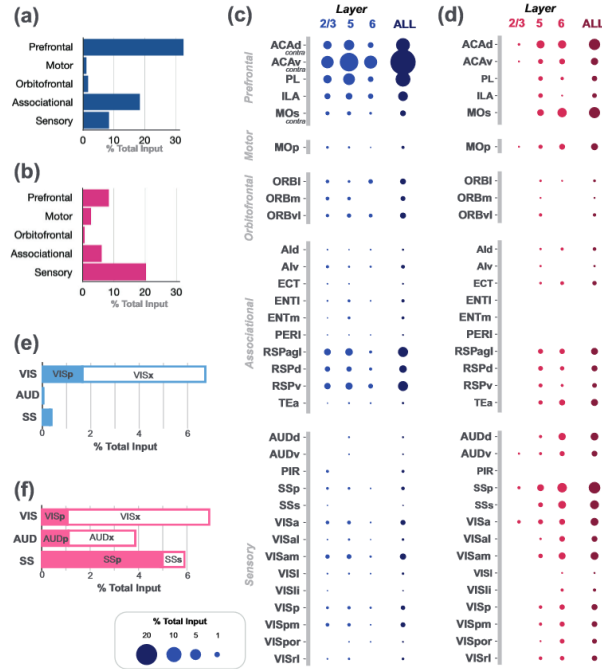 (a)
Prefrontal
Motor
Orbitofrontal
Associational
Sensory
0 10 20 30
% Total Input
(b)
Prefrontal
Motor
Orbitofrontal
Associational
Sensory
0 10 20 30
% Total Input
(e)
VIS VISp VISx
AUD
SS
0 2 4 6
% Total Input
(f)
VIS VISp VISx
AUD AUDp AUDx
SS SSp SSs
0 2 4 6
% Total Input
% Total Input
20 10 5 1
(c)
Layer
2/3 5 6 ALL
Prefrontal
ACAd
contra
ACAv
contra
PL
ILA
MOs
contra
Motor
MOp
Orbitofrontal
ORBl
ORBm
ORBvl
Associational
AId
AIv
ECT
ENTl
ENTm
PERI
RSPagl
RSPd
RSPv
TEa
Sensory
AUDd
AUDv
PIR
SSp
SSs
VISa
VISal
VISam
VISl
VISli
VISp
VISpm
VISpor
VISrl
(d)
Layer
2/3 5 6 ALL
ACAd
ACAv
PL
ILA
MOs
MOp
ORBl
ORBm
ORBvl
AId
AIv
ECT
ENTl
ENTm
PERI
RSPagl
RSPd
RSPv
TEa
AUDd
AUDv
PIR
SSp
SSs
VISa
VISal
VISam
VISl
VISli
VISp
VISpm
VISpor
VISrl